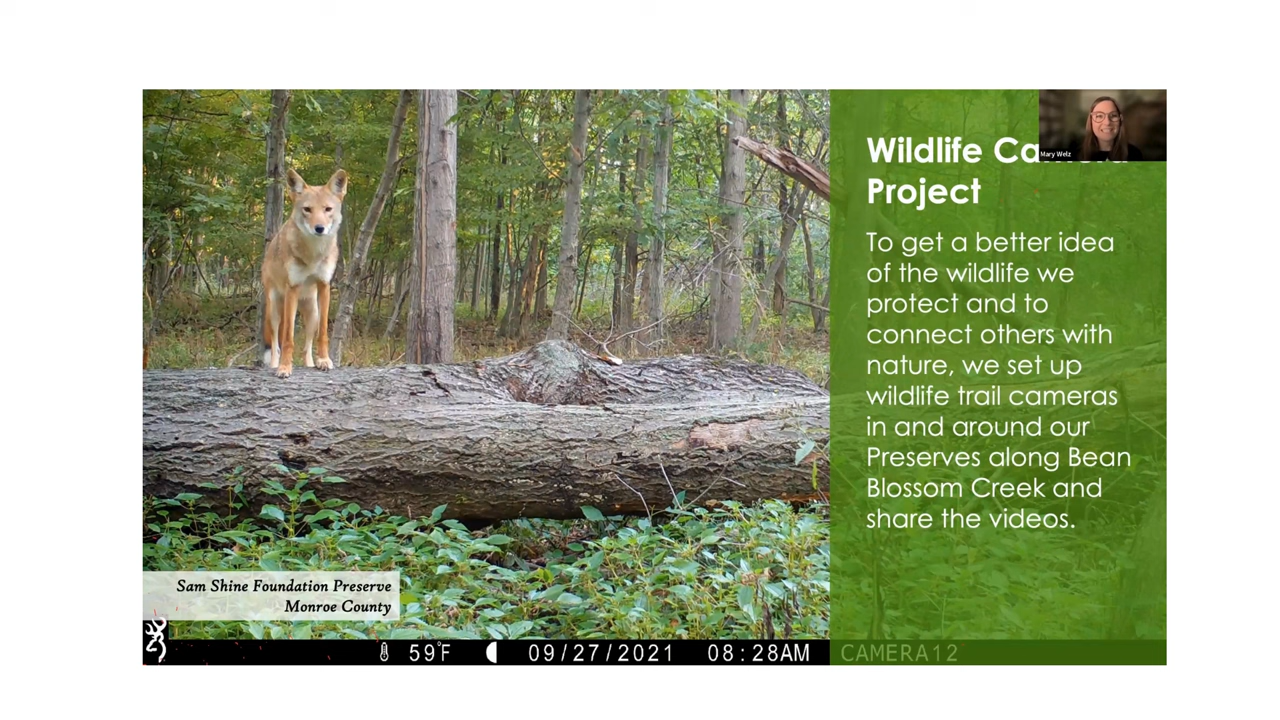 Wildlife
Project
Mary Welz
To get a better idea
of the wildlife we
protect and to
connect others with
nature, we set up
wildlife trail cameras
in and around our
Preserves along Bean
Blossom Creek and
share the videos.
Sam Shine Foundation Preserve
Monroe County
59°F 09/27/2021 08:28AM CAMERA12